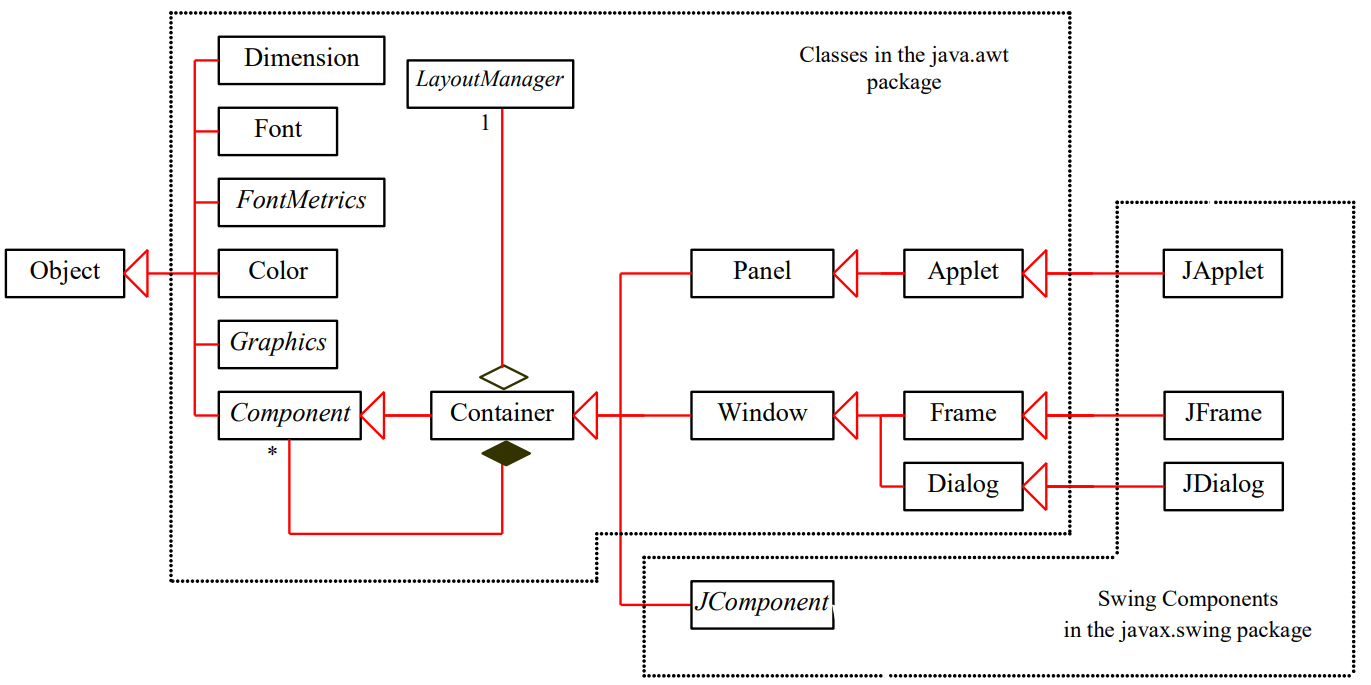 Dimension
LayoutManager
Classes in the java.awt
package
1
Font
FontMetrics
Object
Color
Panel
Applet
JApplet
Graphics
Component
Container
Window
Frame
JFrame
*
Dialog
JDialog
JComponent
Swing Components
in the javax.swing package